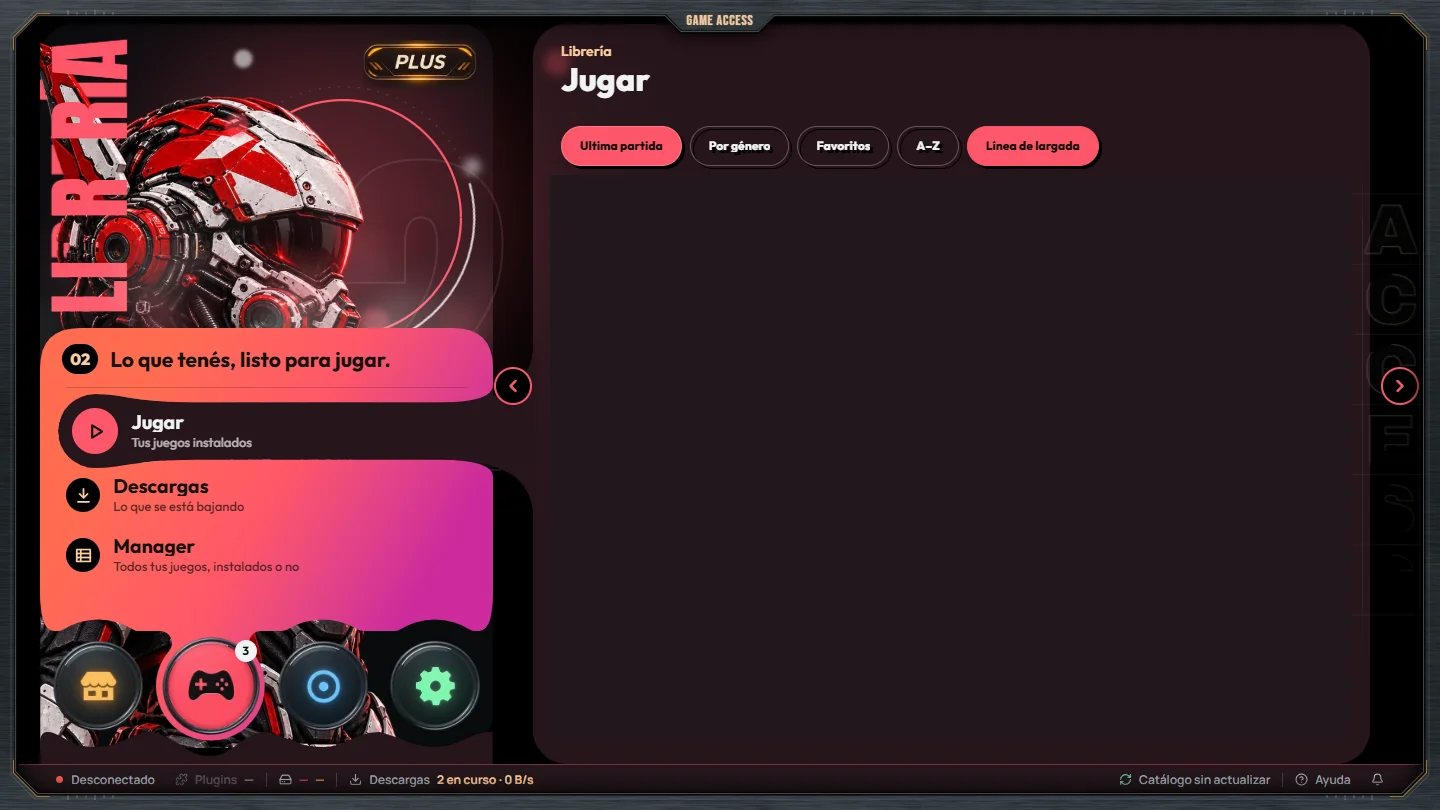 GAME ACCESS
LIBRERÍA
PLUS
02
Lo que tenés, listo para jugar.
Jugar
Tus juegos instalados
Descargas
Lo que se está bajando
Manager
Todos tus juegos, instalados o no
3
Librería
Jugar
Ultima partida
Por género
Favoritos
A–Z
Linea de largada
Desconectado
Plugins —
— —
Descargas 2 en curso · 0 B/s
Catálogo sin actualizar
Ayuda